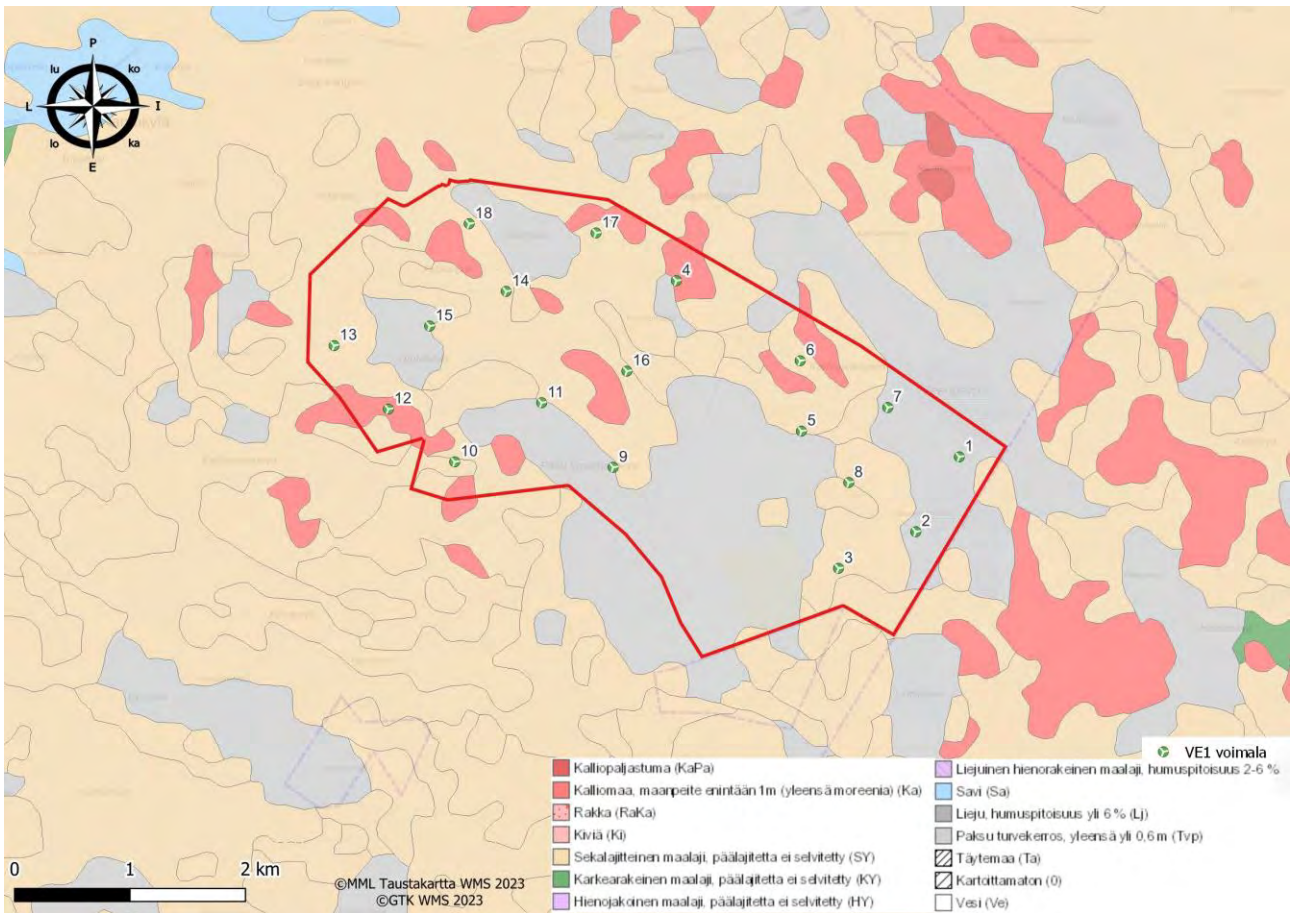 P
lu ko
L I
lo ka
E
18
17
4
14
15
13
6
16
11
7
12
5
1
10
9
8
2
3
VE1 voimala
Kalliopaljastuma (KaPa)
Kalliomaa, maanpeite enintään 1m (yleensä moreenia) (Ka)
Rakka (RaKa)
Kiviä (Ki)
Sekalajitteinen maalaji, päälajitetta ei selvitetty (SY)
Karkearakeinen maalaji, päälajitetta ei selvitetty (KY)
Hienojakoinen maalaji, päälajitetta ei selvitetty (HY)
Liejuinen hienorakeinen maalaji, humuspitoisuus 2-6 %
Savi (Sa)
Lieju, humuspitoisuus yli 6 % (Lj)
Paksu turvekerros, yleensä yli 0,6 m (Tvp)
Täytemaa (Ta)
Kartoittamaton (0)
Vesi (Ve)
0 1 2 km
©MML Taustakartta WMS 2023
©GTK WMS 2023